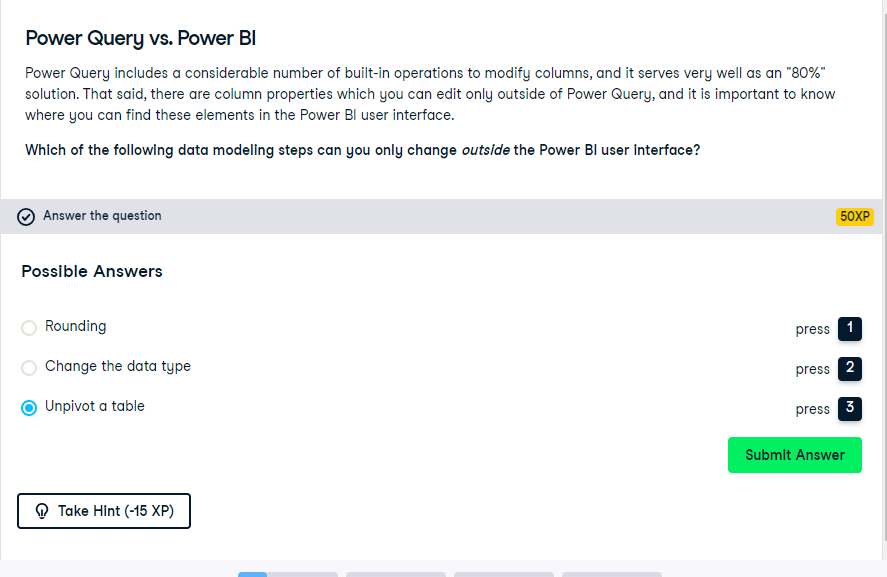 Power Query vs. Power BI
Power Query includes a considerable number of built-in operations to modify columns, and it serves very well as an "80%"
solution. That said, there are column properties which you can edit only outside of Power Query, and it is important to know
where you can find these elements in the Power BI user interface.
Which of the following data modeling steps can you only change outside the Power BI user interface?
Answer the question
50XP
Possible Answers
Rounding
press 1
Change the data type
press 2
Unpivot a table
press 3
Submit Answer
Take Hint (-15 XP)